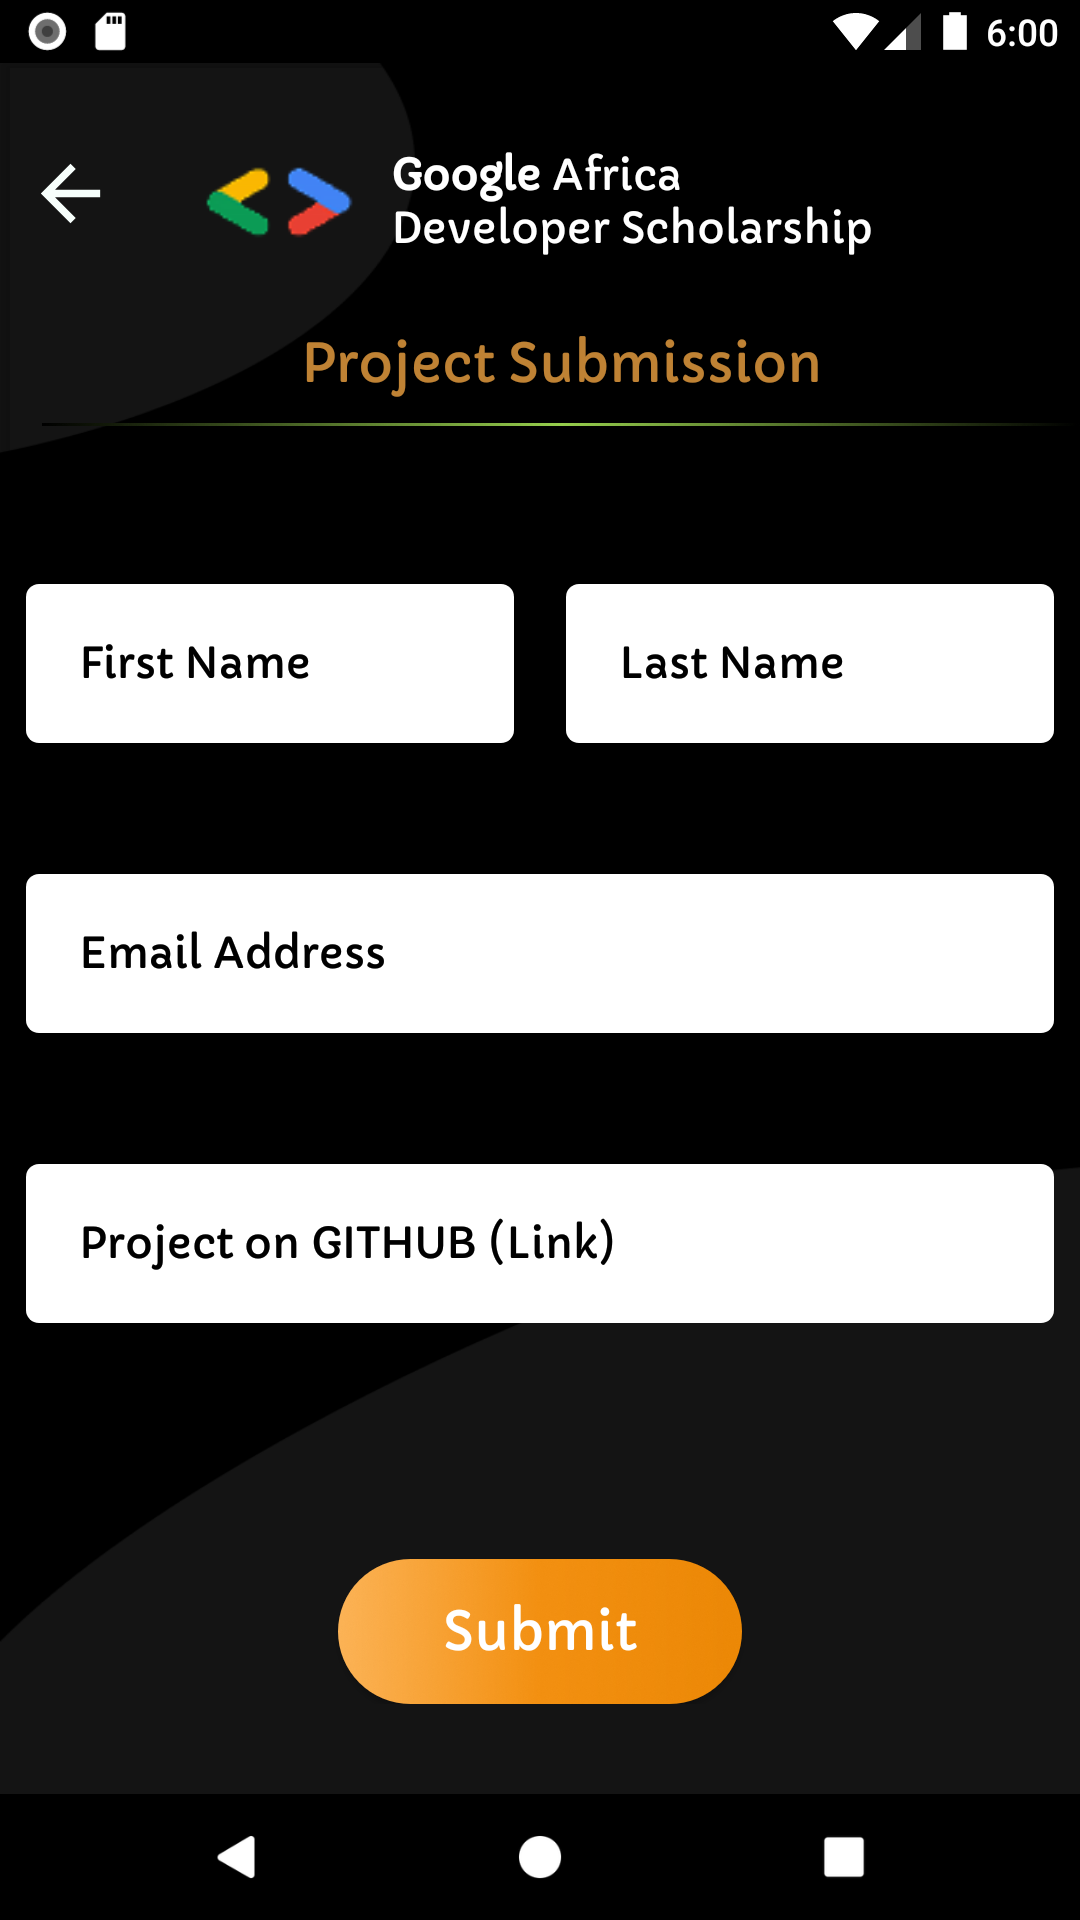 6:00
Google Africa
Developer Scholarship
Project Submission
First Name
Last Name
Email Address
Project on GITHUB (Link)
Submit